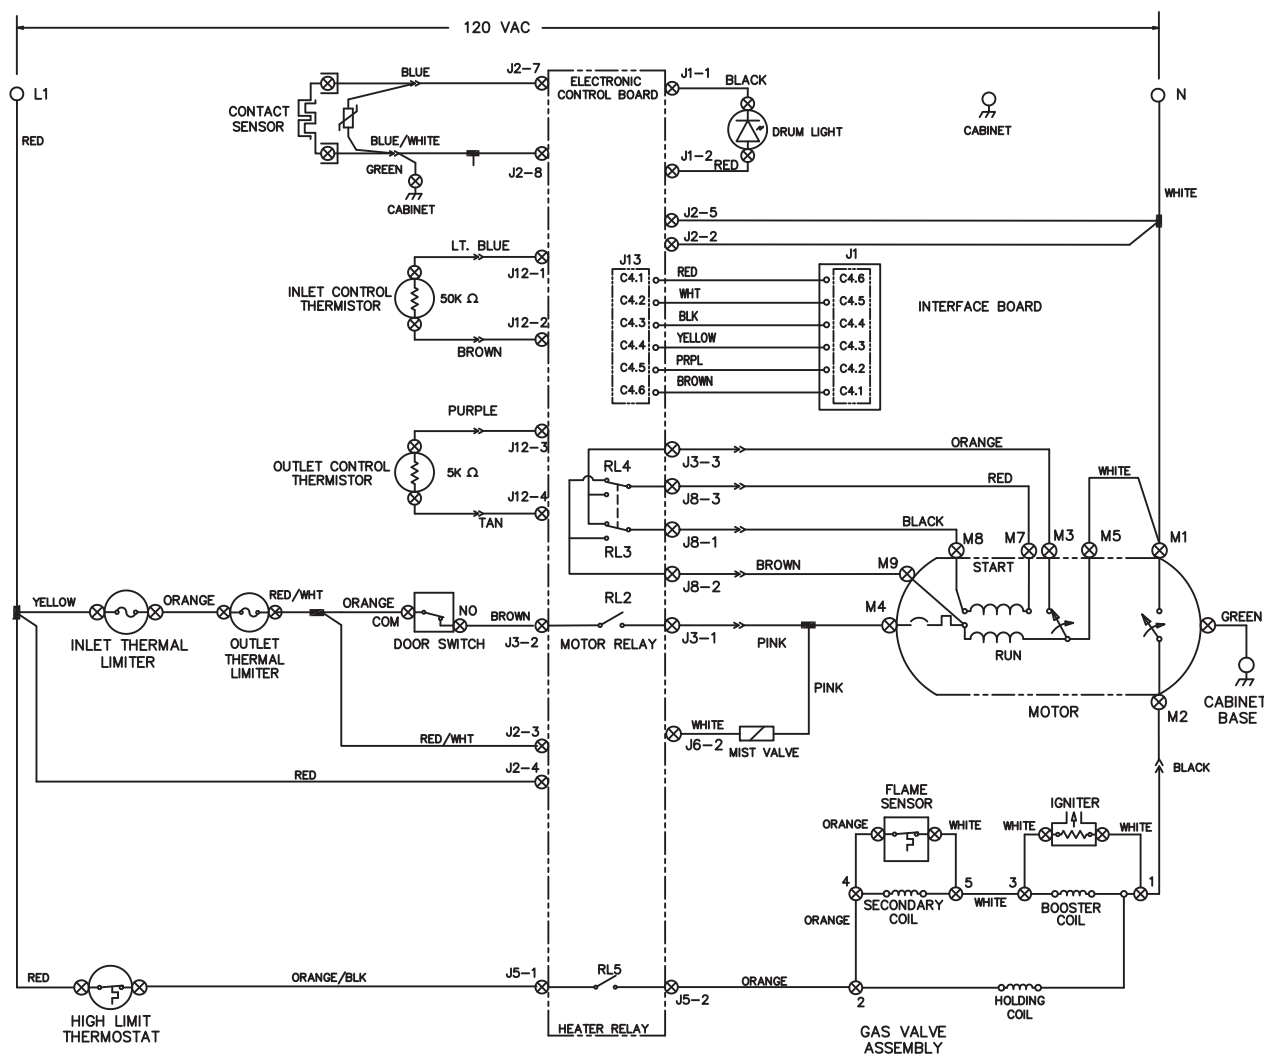 120 VAC
L1
RED
N
WHITE
CONTACT
SENSOR
BLUE
BLUE/WHITE
GREEN
CABINET
J2-7
J2-8
ELECTRONIC
CONTROL BOARD
J1-1
BLACK
DRUM LIGHT
J1-2
RED
CABINET
J2-5
J2-2
LT. BLUE
J12-1
INLET CONTROL
THERMISTOR
50K Ω
J12-2
BROWN
J13
C4.1
C4.2
C4.3
C4.4
C4.5
C4.6
RED
WHT
BLK
YELLOW
PRPL
BROWN
J1
C4.6
C4.5
C4.4
C4.3
C4.2
C4.1
INTERFACE BOARD
PURPLE
J12-3
OUTLET CONTROL
THERMISTOR
5K Ω
J12-4
TAN
RL4
RL3
J3-3
ORANGE
J8-3
RED
J8-1
BLACK
J8-2
BROWN
WHITE
M8
M7
M3
M5
M1
M9
START
M4
RUN
MOTOR
M2
GREEN
CABINET
BASE
YELLOW
INLET THERMAL
LIMITER
ORANGE
OUTLET
THERMAL
LIMITER
RED/WHT
ORANGE
COM
NO
DOOR SWITCH
BROWN
J3-2
RL2
MOTOR RELAY
J3-1
PINK
PINK
RED/WHT
J2-3
J2-4
RED
WHITE
J6-2
MIST VALVE
BLACK
FLAME
SENSOR
ORANGE
WHITE
IGNITER
WHITE
WHITE
4
SECONDARY
COIL
5
WHITE
3
BOOSTER
COIL
1
ORANGE
RED
HIGH LIMIT
THERMOSTAT
ORANGE/BLK
J5-1
RL5
HEATER RELAY
J5-2
ORANGE
2
HOLDING
COIL
GAS VALVE
ASSEMBLY